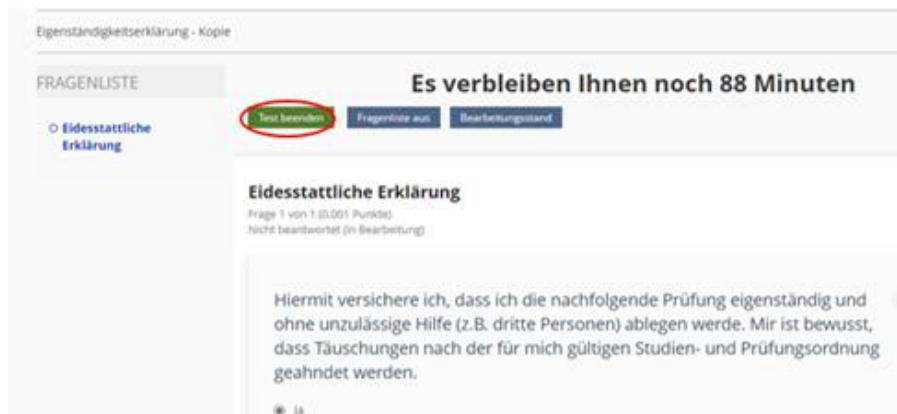 Eigenständigkeitserklärung - Kopie
FRAGENLISTE
Eidesstattliche
Erklärung
Es verbleiben Ihnen noch 88 Minuten
Test beenden Fragenliste aus Bearbeitungsstand
Eidesstattliche Erklärung
Frage 1 von 1 (0.001 Punkte)
Nicht beantwortet (in Bearbeitung)
Hiermit versichere ich, dass ich die nachfolgende Prüfung eigenständig und
ohne unzulässige Hilfe (z.B. dritte Personen) ablegen werde. Mir ist bewusst,
dass Täuschungen nach der für mich gültigen Studien- und Prüfungsordnung
geahndet werden.
Ja